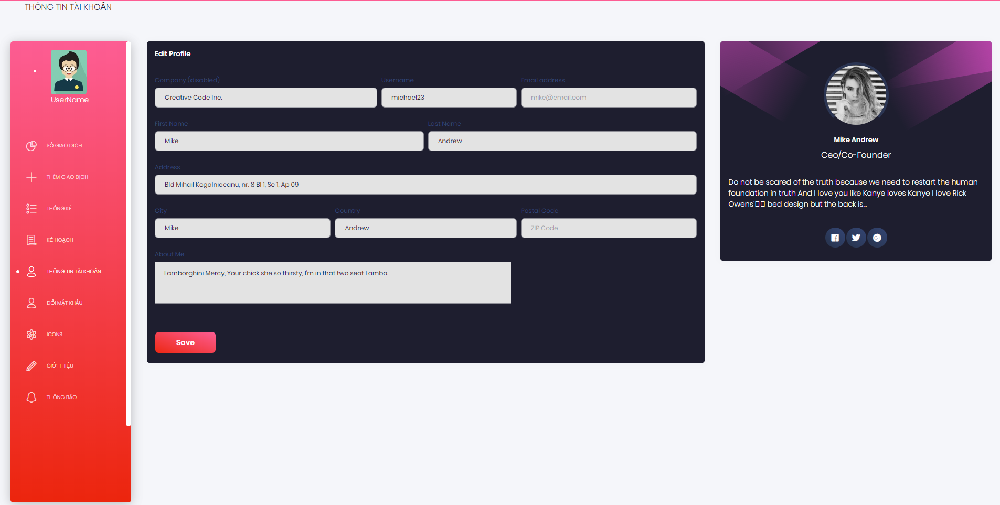 THÔNG TIN TÀI KHOẢN
UserName
SỔ GIAO DỊCH
THÊM GIAO DỊCH
THỐNG KÊ
KẾ HOẠCH
THÔNG TIN TÀI KHOẢN
ĐỔI MẬT KHẨU
ICONS
GIỚI THIỆU
THÔNG BÁO
Edit Profile
Company (disabled) Username Email address
Creative Code Inc. michael23 mike@email.com
First Name Last Name
Mike Andrew
Address
Bld Mihail Kogalniceanu, nr. 8 Bl 1, Sc 1, Ap 09
City Country Postal Code
Mike Andrew ZIP Code
About Me
Lamborghini Mercy, Your chick she so thirsty, I'm in that two seat Lambo.
Save
Mike Andrew
Ceo/Co-Founder
Do not be scared of the truth because we need to restart the human
foundation in truth And I love you like Kanye loves Kanye I love Rick
Owens’▯▯ bed design but the back is...